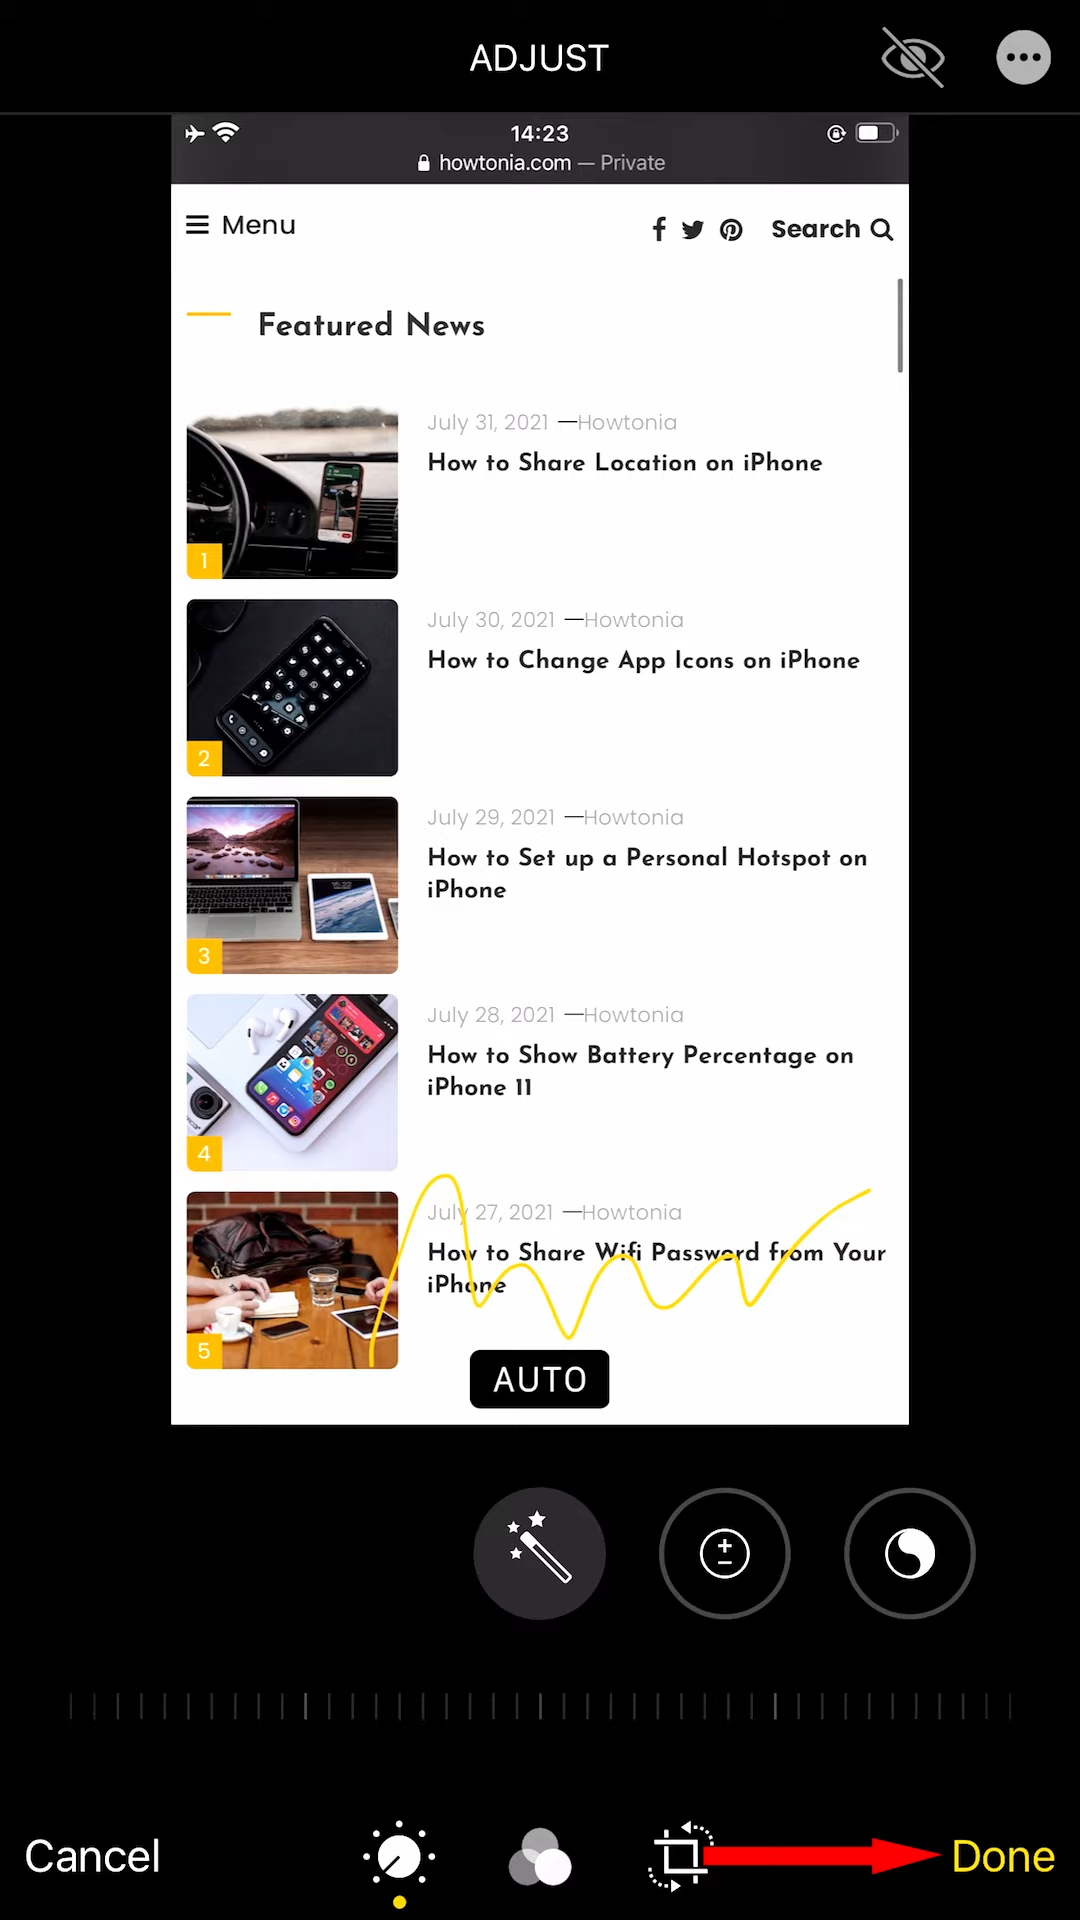 ADJUST
14:23
howtonia.com — Private
Menu
Search
Featured News
July 31, 2021 —Howtonia
How to Share Location on iPhone
1
July 30, 2021 —Howtonia
How to Change App Icons on iPhone
2
July 29, 2021 —Howtonia
How to Set up a Personal Hotspot on
iPhone
3
July 28, 2021 —Howtonia
How to Show Battery Percentage on
iPhone 11
4
July 27, 2021 —Howtonia
How to Share Wifi Password from Your
iPhone
5
AUTO
Cancel
Done